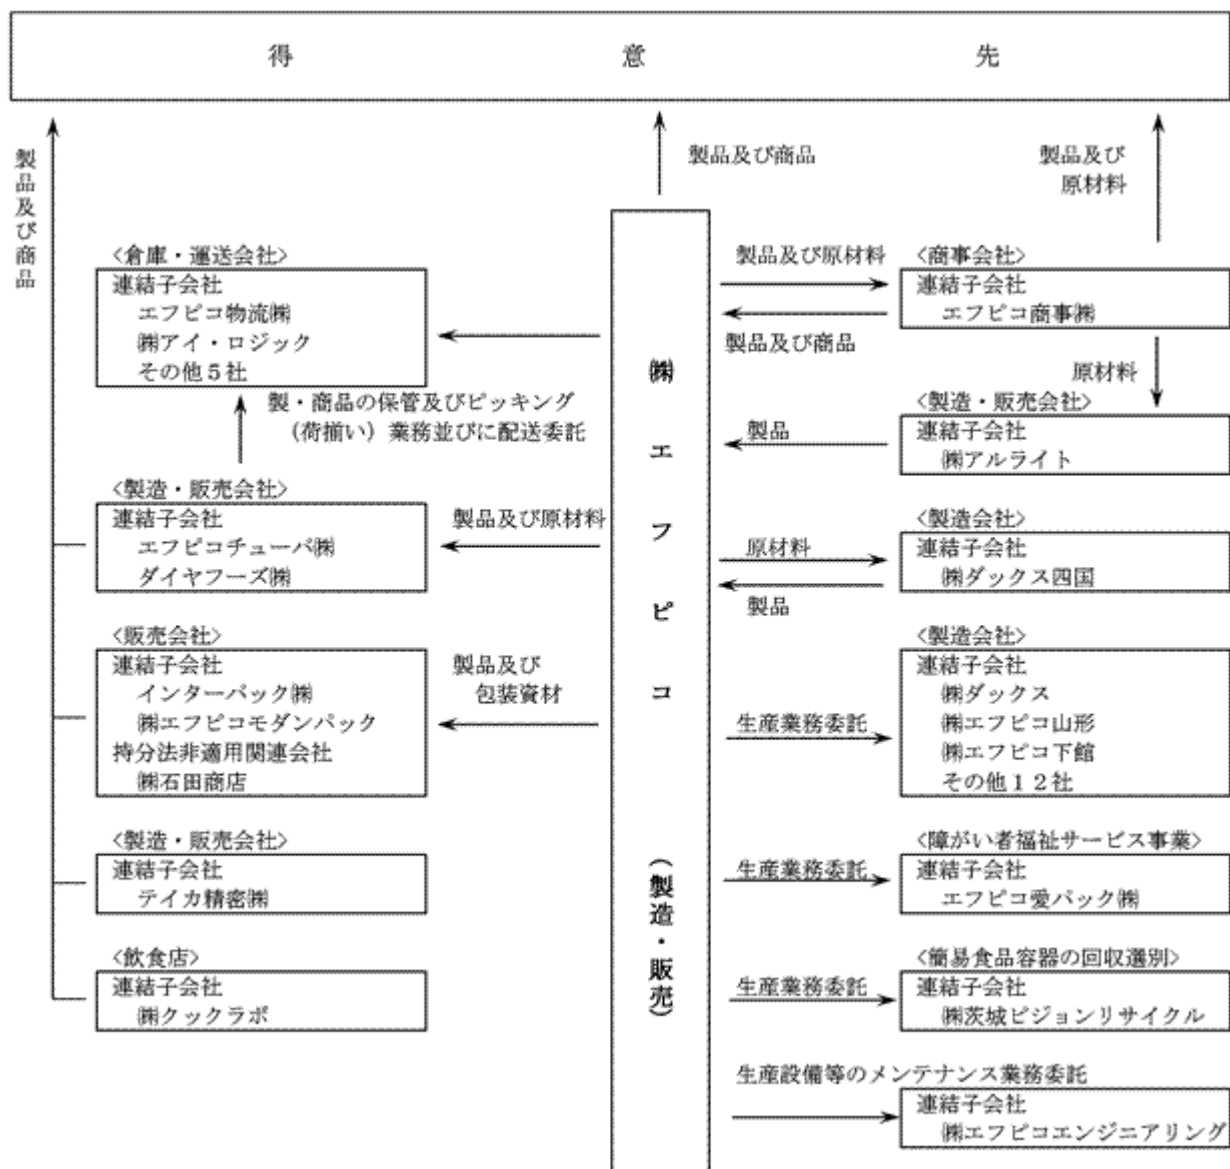 得意先
製品及び商品
製品及び商品
製品及び
原材料
<倉庫・運送会社>
連結子会社
エフピコ物流㈱
㈱アイ・ロジック
その他５社
製・商品の保管及びピッキング
(荷揃い) 業務並びに配送委託
<製造・販売会社>
連結子会社
エフピコチューパ㈱
ダイヤフーズ㈱
製品及び原材料
<販売会社>
連結子会社
インターパック㈱
㈱エフピコモダンパック
持分法非適用関連会社
㈱石田商店
製品及び
包装資材
<製造・販売会社>
連結子会社
テイカ精密㈱
<飲食店>
連結子会社
㈱クックラボ
㈱エフピコ
(製造・販売)
製品及び原材料
製品及び商品
<商事会社>
連結子会社
エフピコ商事㈱
原材料
<製造・販売会社>
連結子会社
㈱アルライト
製品
<製造会社>
連結子会社
㈱ダックス四国
原材料
製品
<製造会社>
連結子会社
㈱ダックス
㈱エフピコ山形
㈱エフピコ下館
その他１２社
生産業務委託
<障がい者福祉サービス事業>
連結子会社
エフピコ愛パック㈱
生産業務委託
<簡易食品容器の回収選別>
連結子会社
㈱茨城ピジョンリサイクル
生産業務委託
生産設備等のメンテナンス業務委託
連結子会社
㈱エフピコエンジニアリング